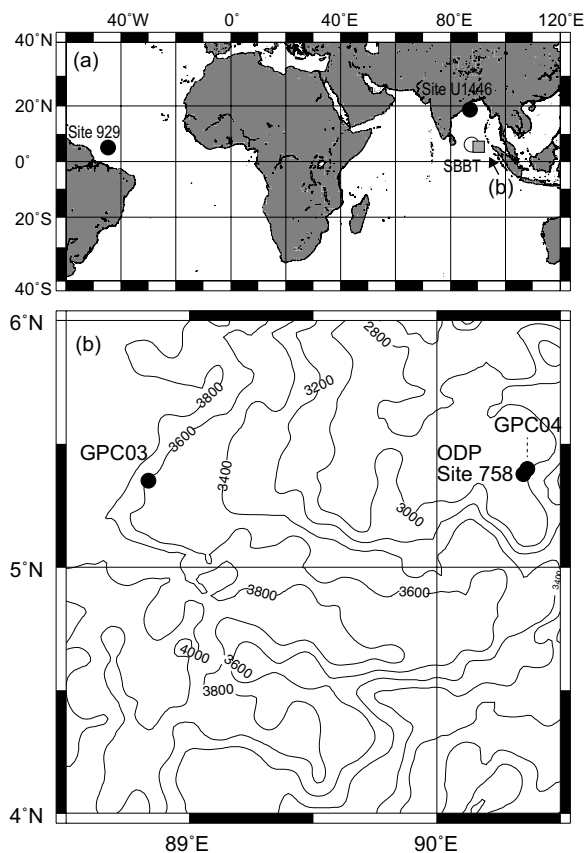 40°W 0° 40°E 80°E 120°E
40°N
(a)
Site U1446
20°N
Site 929
0°
SBBT
(b)
20°S
40°S
6°N
(b)
2800
3800
3200
3600
GPC04
GPC03
ODP
3400
Site 758
3000
5°N
3400
3800
3600
4000
3600
3800
4°N
89°E 90°E